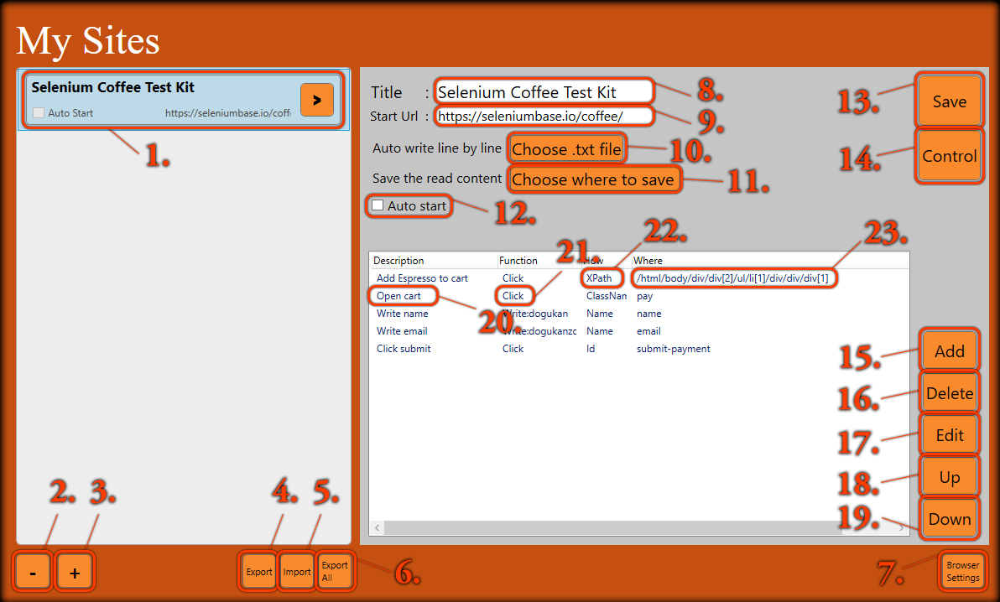 My Sites
Selenium Coffee Test Kit
>
Auto Start https://seleniumbase.io/coff
1.
Title : Selenium Coffee Test Kit
8.
Start Url : https://seleniumbase.io/coffee/
9.
Auto write line by line Choose .txt file
10.
Save the read content Choose where to save
11.
Auto start
12.
13.
Save
14.
Control
20.
21.
22.
23.
Description Function How Where
Add Espresso to cart Click XPath /html/body/div/div[2]/ul/li[1]/div/div/div[1]
Open cart Click ClassNam pay
Write name Write:dogukan Name name
Write email Write:dogukanzc Name email
Click submit Click Id submit-payment
15.
Add
16.
Delete
17.
Edit
18.
Up
19.
Down
2.
3.
4.
5.
- + Export Import Export All
6.
7.
Browser
Settings